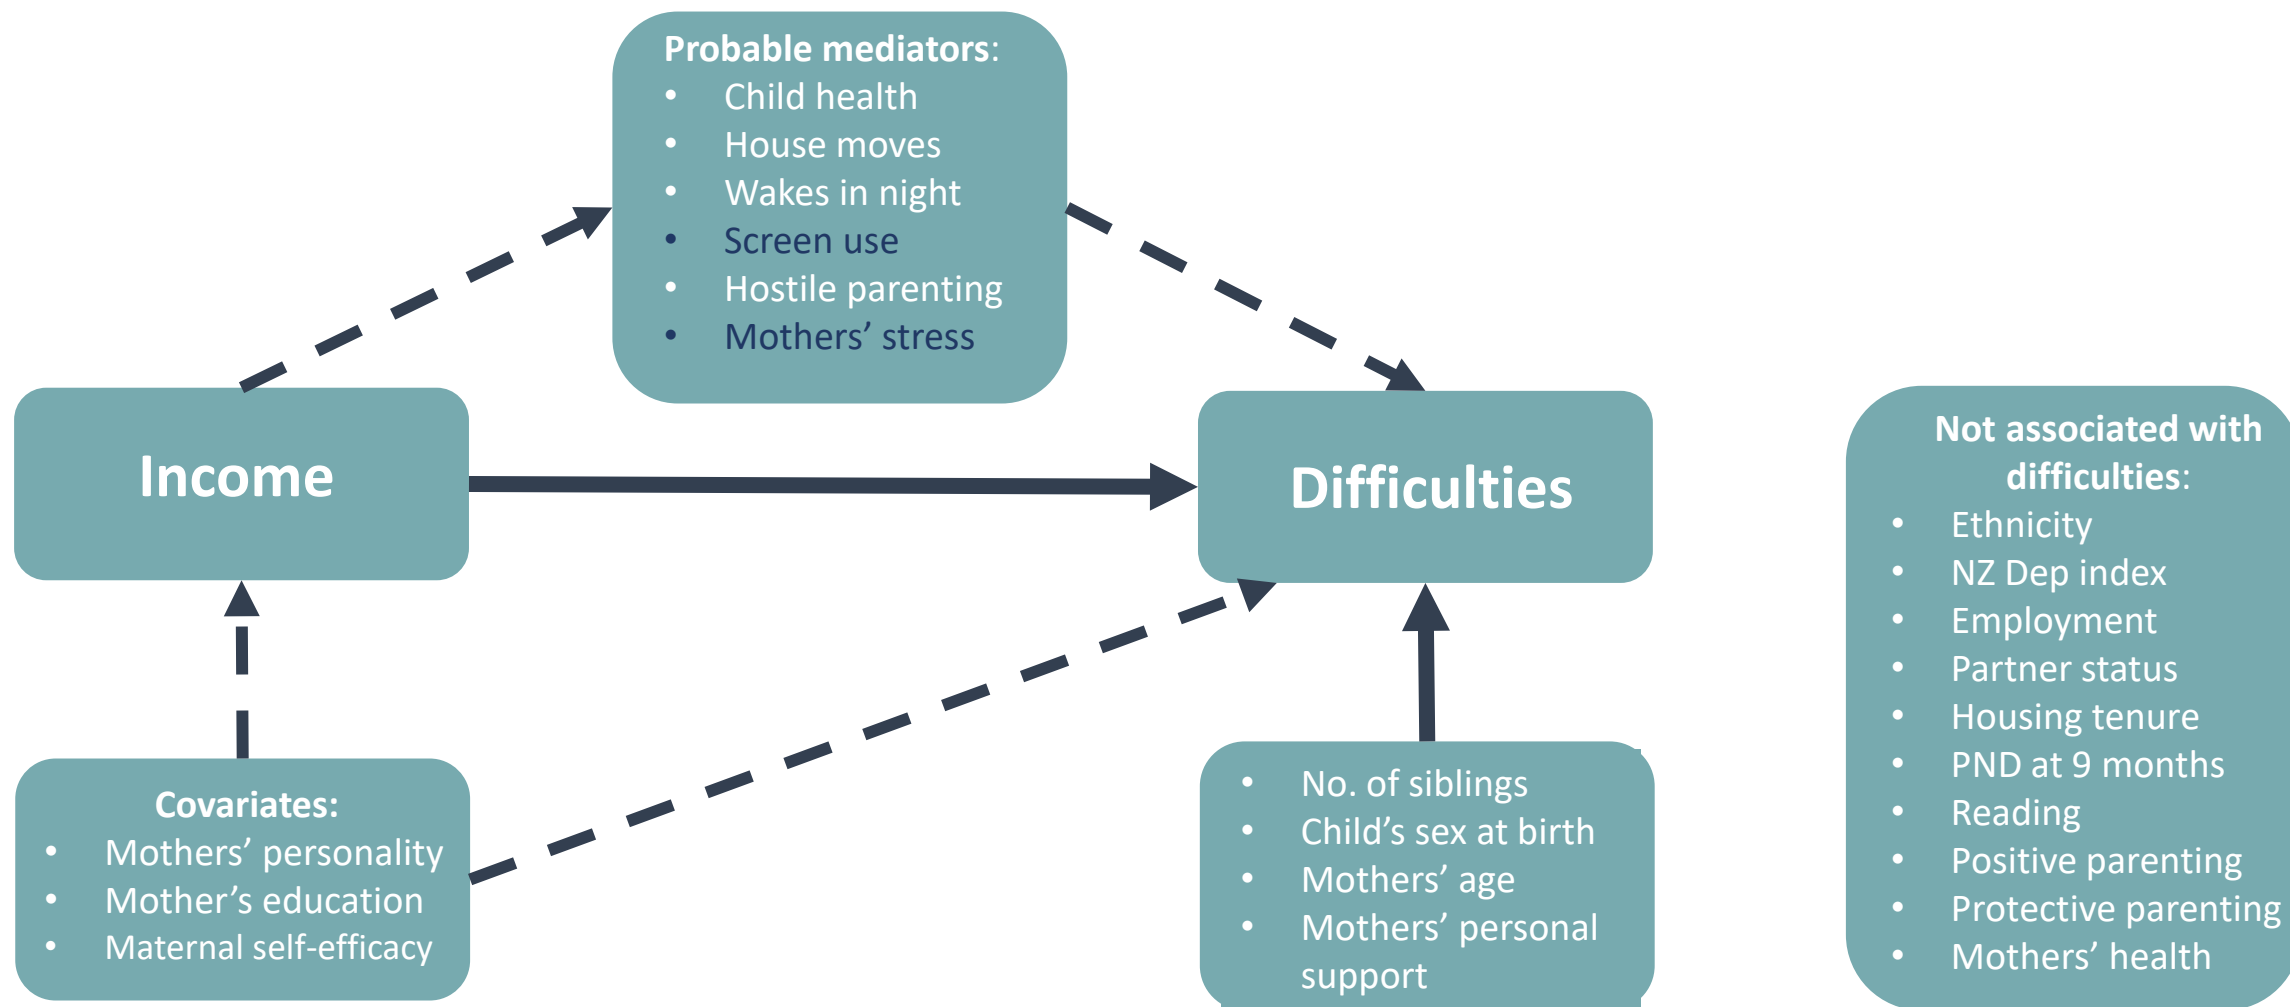 Probable mediators:
• Child health
• House moves
• Wakes in night
• Screen use
• Hostile parenting
• Mothers’ stress
Income
Difficulties
Covariates:
• Mothers’ personality
• Mother’s education
• Maternal self-efficacy
• No. of siblings
• Child’s sex at birth
• Mothers’ age
• Mothers’ personal
support
Not associated with
difficulties:
• Ethnicity
• NZ Dep index
• Employment
• Partner status
• Housing tenure
• PND at 9 months
• Reading
• Positive parenting
• Protective parenting
• Mothers’ health